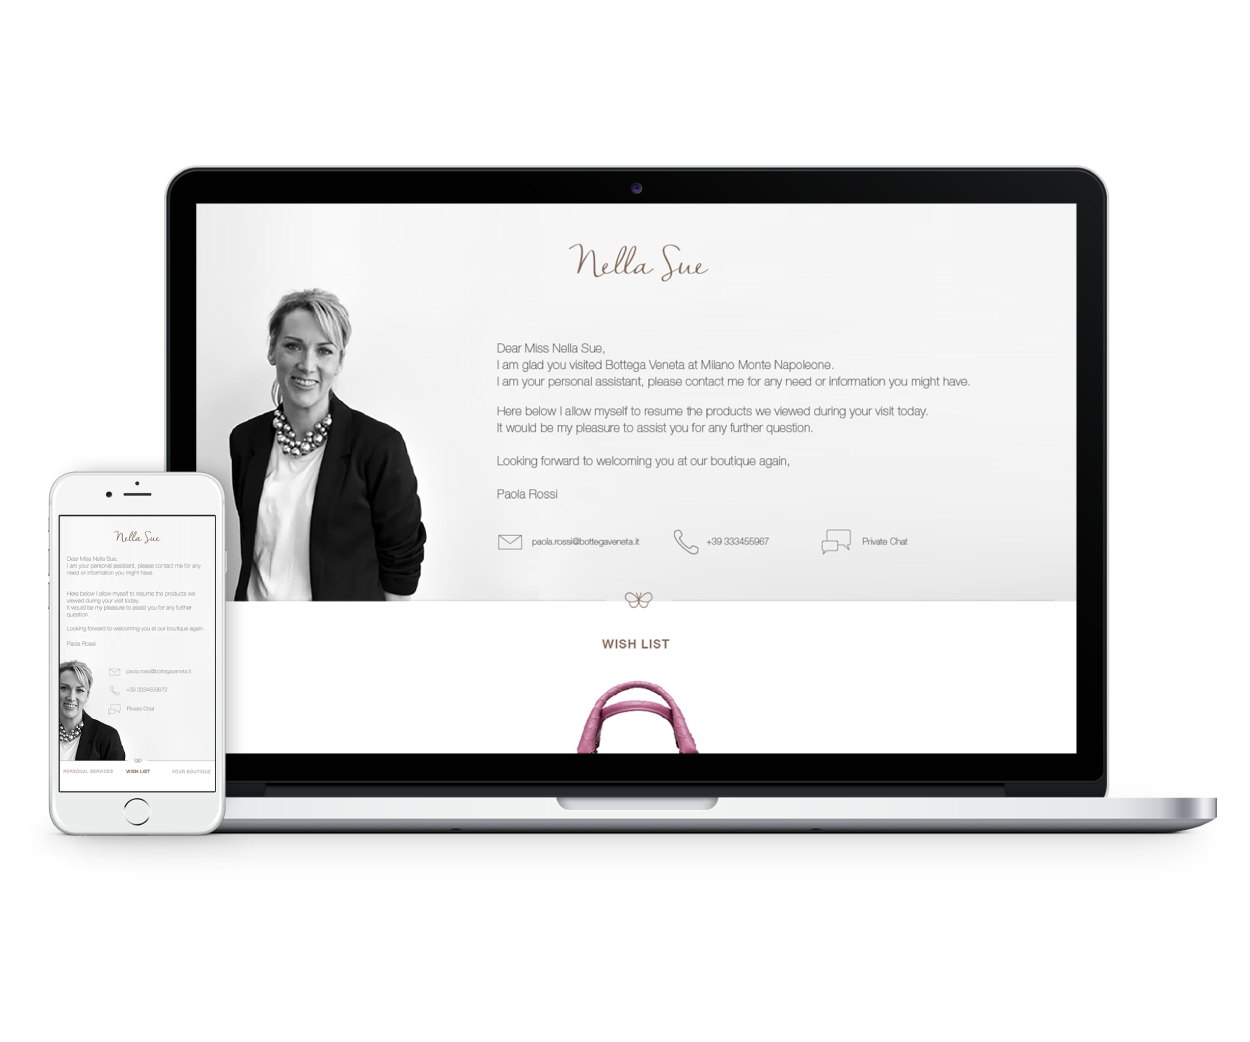 Nella Sue
Dear Miss Nella Sue,
I am glad you visited Bottega Veneta at Milano Monte Napoleone.
I am your personal assistant, please contact me for any need or information you might have.
Here below I allow myself to resume the products we viewed during your visit today.
It would be my pleasure to assist you for any further question.
Looking forward to welcoming you at our boutique again,
Paola Rossi
paola.rossi@bottegaveneta.it
+39 333455967
Private Chat
WISH LIST
Nella Sue
Dear Miss Nella Sue,
I am your personal assistant, please contact me for any
need or information you might have.
Here below I allow myself to resume the products we
viewed during your visit today.
It would be my pleasure to assist you for any further
question.
Looking forward to welcoming you at our boutique again.
Paola Rossi
paola.rossi@bottegaveneta.it
+39 3334559672
Private Chat
PERSONAL SERVICES WISH LIST YOUR BOUTIQUE